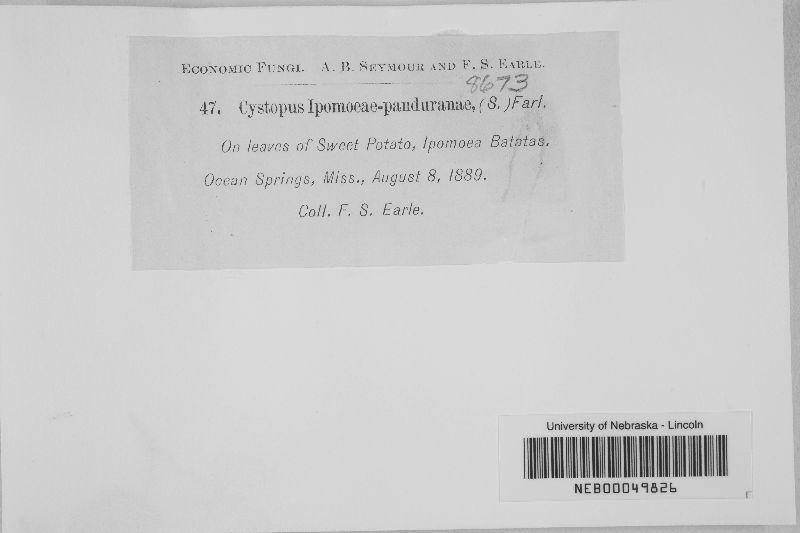 ECONOMIC FUNGI. A. B. SEYMOUR AND F. S. EARLE.
8673
47. Cystopus Ipomoeae-panduranae, (S.) Farl.
On leaves of Sweet Potato, Ipomoea Batatas.
Ocean Springs, Miss., August 8, 1889.
Coll. F. S. Earle.
University of Nebraska - Lincoln
NEB00049826